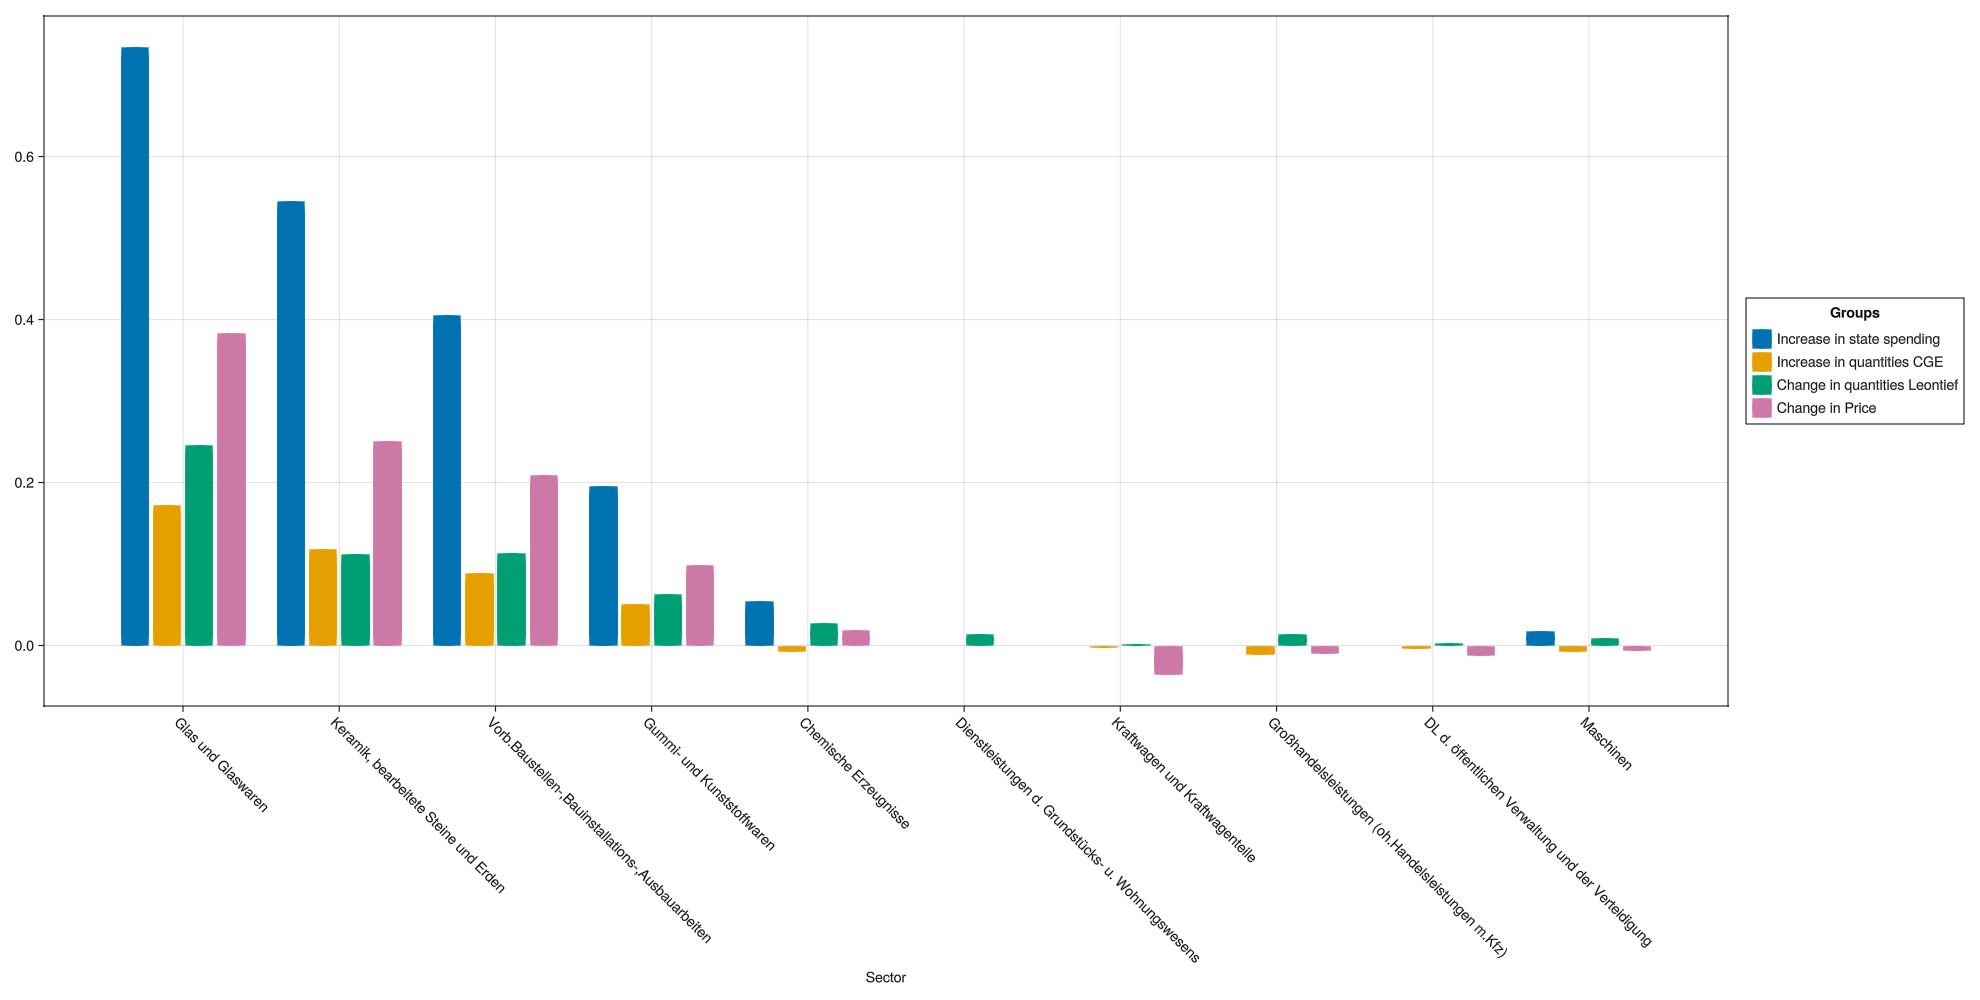 0.6
0.4
0.2
0.0
Glas und Glaswaren
Keramik, bearbeitete Steine und Erden
Vorb.Baustellen-,Bauinstallations-,Ausbauarbeiten
Gummi- und Kunststoffwaren
Chemische Erzeugnisse
Dienstleistungen d. Grundstücks- u. Wohnungswesens
Kraftwagen und Kraftwagenteile
Großhandelsleistungen (oh.Handelsleistungen m.Kfz)
DL d. öffentlichen Verwaltung und der Verteidigung
Maschinen
Sector
Groups
Increase in state spending
Increase in quantities CGE
Change in quantities Leontief
Change in Price